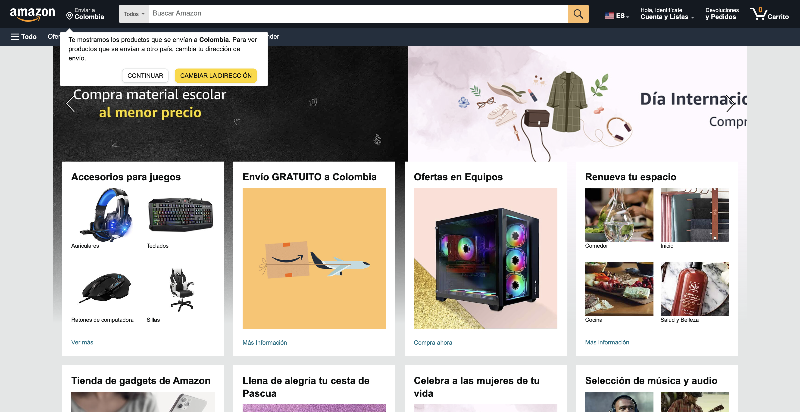 amazon
Enviar a
Colombia
Todos
Buscar Amazon
ES
Hola, Identifícate
Cuenta y Listas
Devoluciones
y Pedidos
0
Carrito
Todo
Te mostramos los productos que se envían a Colombia. Para ver
productos que se envían a otro país, cambie tu dirección de
envío.
CONTINUAR
CAMBIAR LA DIRECCIÓN
Compra material escolar
al menor precio
Día Internacio
Compr
Accesorios para juegos
Auriculares
Teclados
Ratones de computadora
Sillas
Ver más
Envío GRATUITO a Colombia
Más información
Ofertas en Equipos
Compra ahora
Renueva tu espacio
Comedor
Inicio
Cocina
Salud y Belleza
Más información
Tienda de gadgets de Amazon
Llena de alegría tu cesta de
Pascua
Celebra a las mujeres de tu
vida
Selección de música y audio